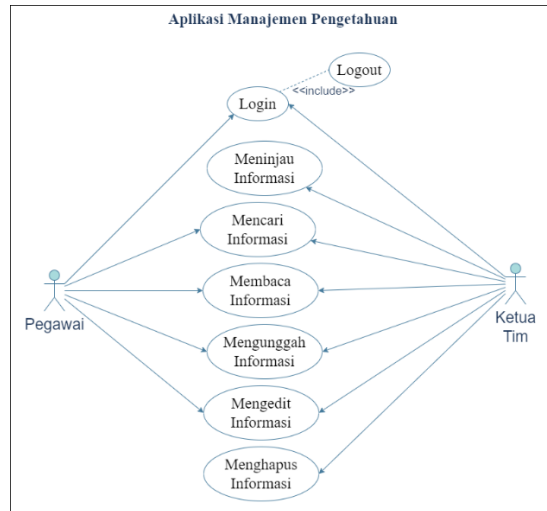 Aplikasi Manajemen Pengetahuan
Logout
<<include>>
Login
Meninjau
Informasi
Mencari
Informasi
Membaca
Informasi
Pegawai
Ketua
Tim
Mengunggah
Informasi
Mengedit
Informasi
Menghapus
Informasi